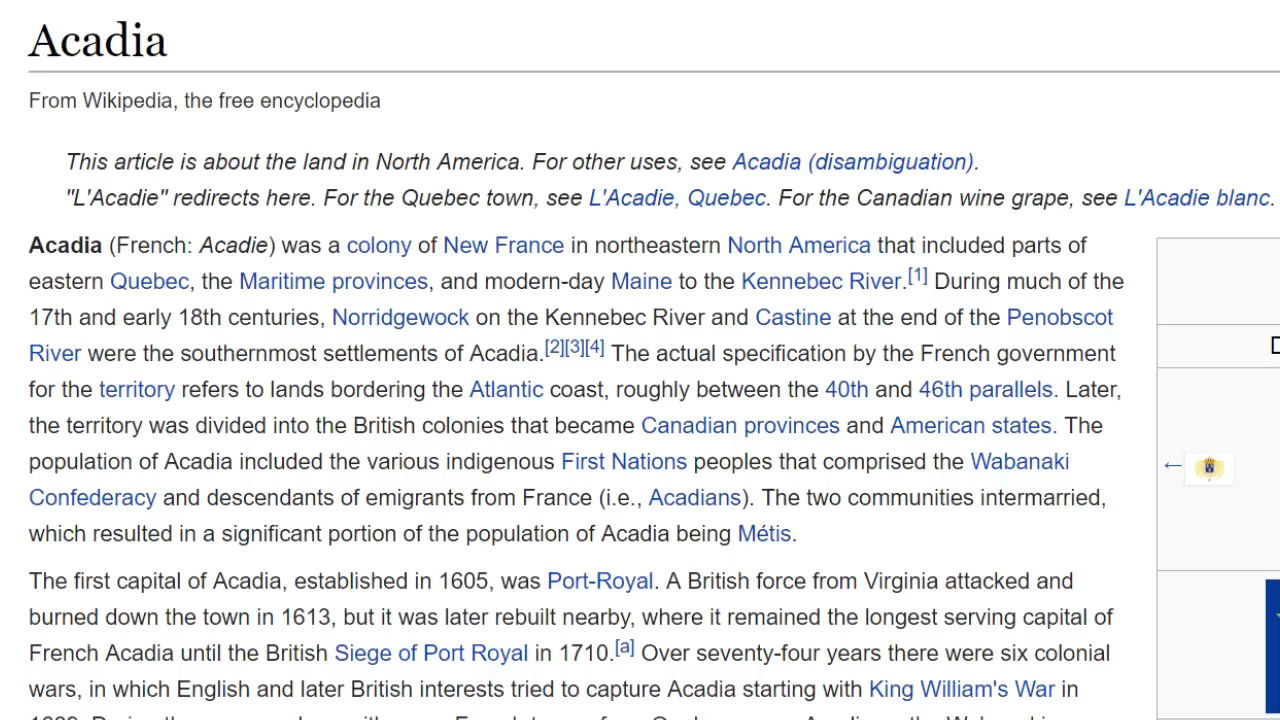 Acadia
From Wikipedia, the free encyclopedia
This article is about the land in North America. For other uses, see Acadia (disambiguation).
"L'Acadie" redirects here. For the Quebec town, see L'Acadie, Quebec. For the Canadian wine grape, see L'Acadie blanc.
Acadia (French: Acadie) was a colony of New France in northeastern North America that included parts of
eastern Quebec, the Maritime provinces, and modern-day Maine to the Kennebec River.[1] During much of the
17th and early 18th centuries, Norridgewock on the Kennebec River and Castine at the end of the Penobscot
River were the southernmost settlements of Acadia.[2][3][4] The actual specification by the French government
for the territory refers to lands bordering the Atlantic coast, roughly between the 40th and 46th parallels. Later,
the territory was divided into the British colonies that became Canadian provinces and American states. The
population of Acadia included the various indigenous First Nations peoples that comprised the Wabanaki
Confederacy and descendants of emigrants from France (i.e., Acadians). The two communities intermarried,
which resulted in a significant portion of the population of Acadia being Métis.
The first capital of Acadia, established in 1605, was Port-Royal. A British force from Virginia attacked and
burned down the town in 1613, but it was later rebuilt nearby, where it remained the longest serving capital of
French Acadia until the British Siege of Port Royal in 1710.[a] Over seventy-four years there were six colonial
wars, in which English and later British interests tried to capture Acadia starting with King William's War in
←